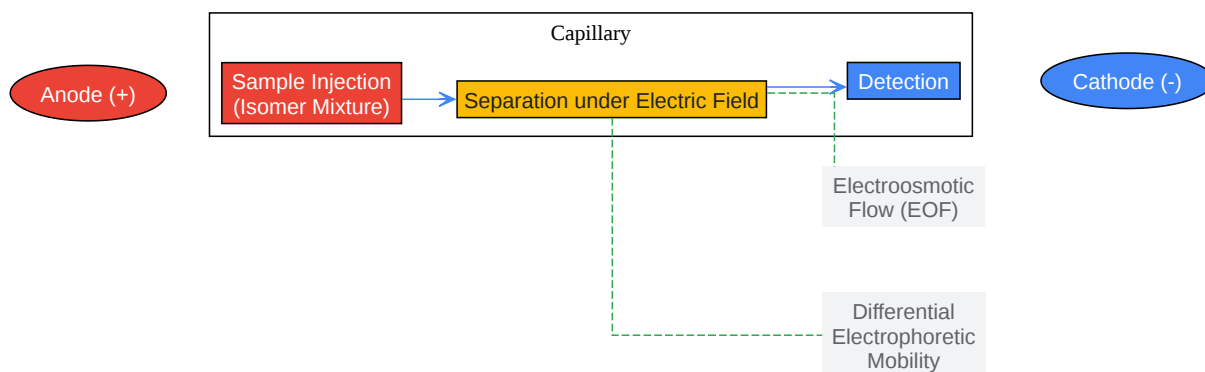 Capillary
Anode (+)
Sample Injection
(Isomer Mixture)
Separation under Electric Field
Detection
Cathode (-)
Electroosmotic
Flow (EOF)
Differential
Electrophoretic
Mobility